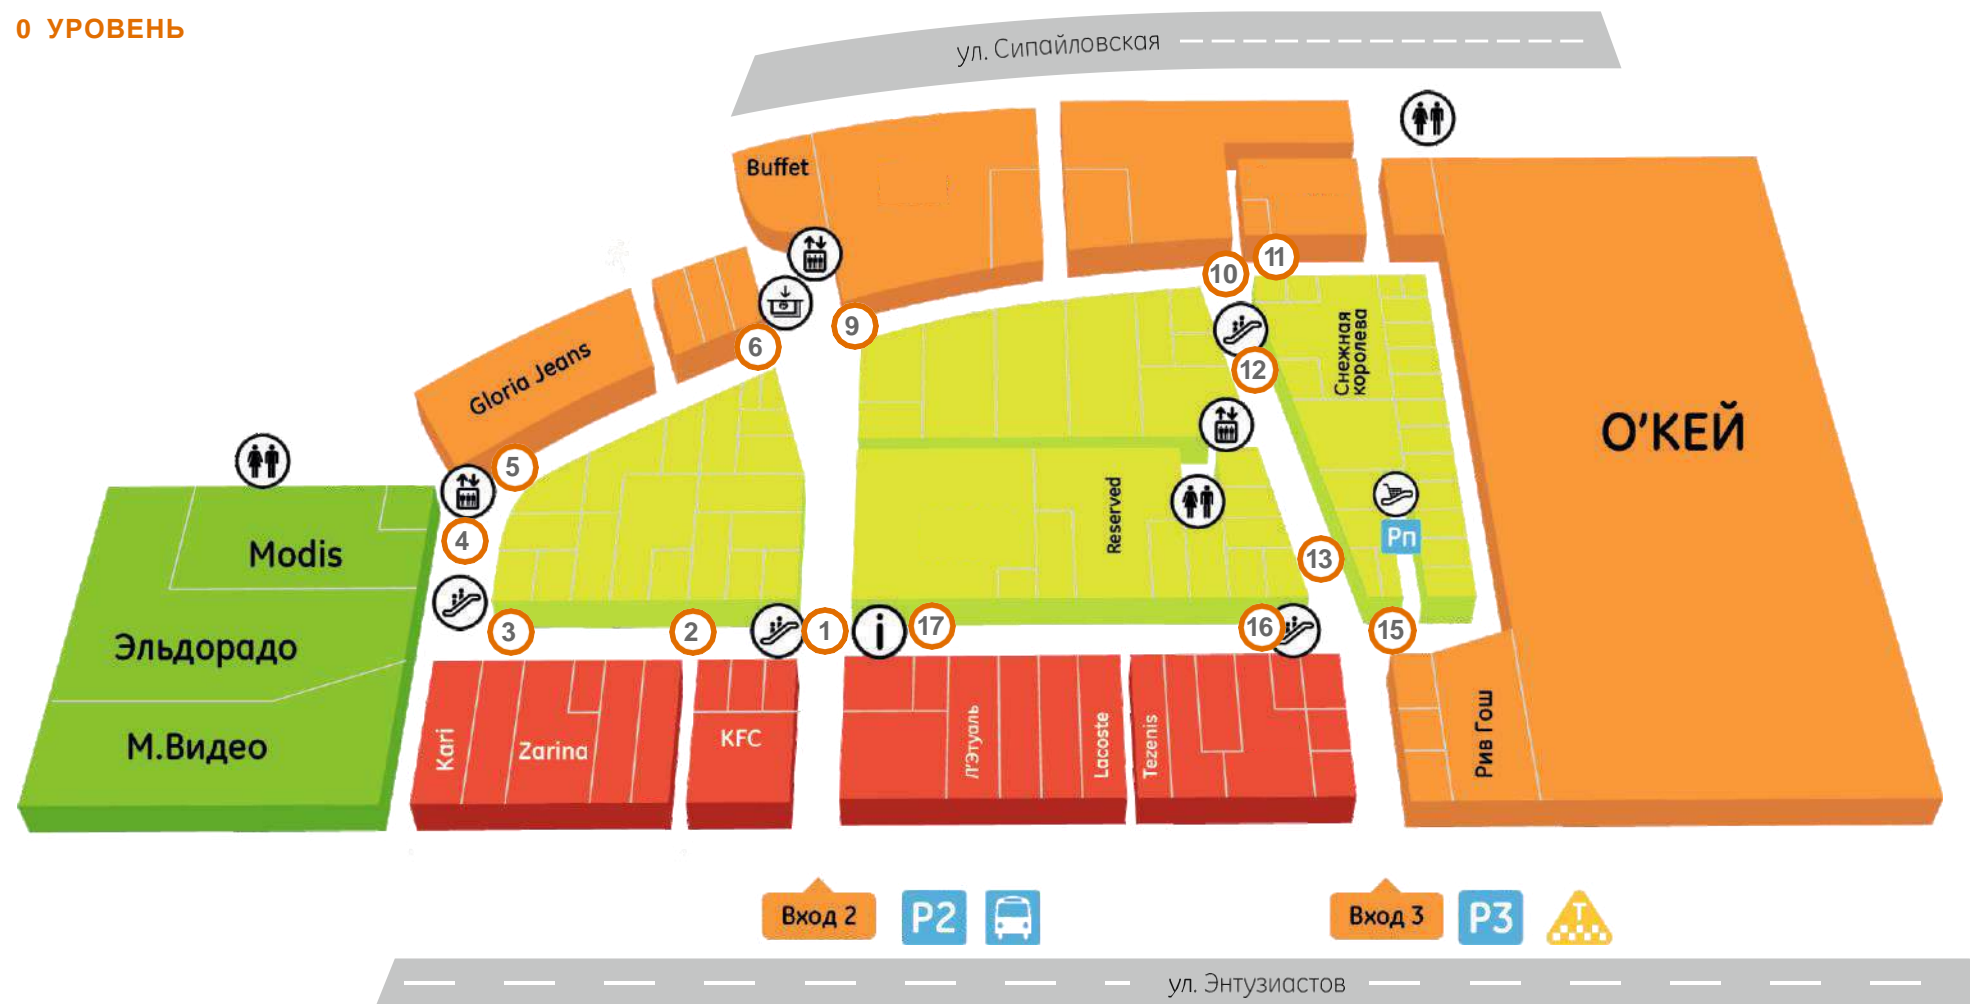 0 УРОВЕНЬ
ул. Сипайловская
Buffet
11
10
9
6
12
Снежная
королева
Gloria Jeans
О'КЕЙ
5
Reserved
4
Modis
Рп
13
3
2
1
i
17
16
15
Эльдорадо
М.Видео
Kari
Zarina
KFC
Л'Этуаль
Lacoste
Tezenis
Рив Гош
Вход 2
P2
Вход 3
P3
T
ул. Энтузиастов